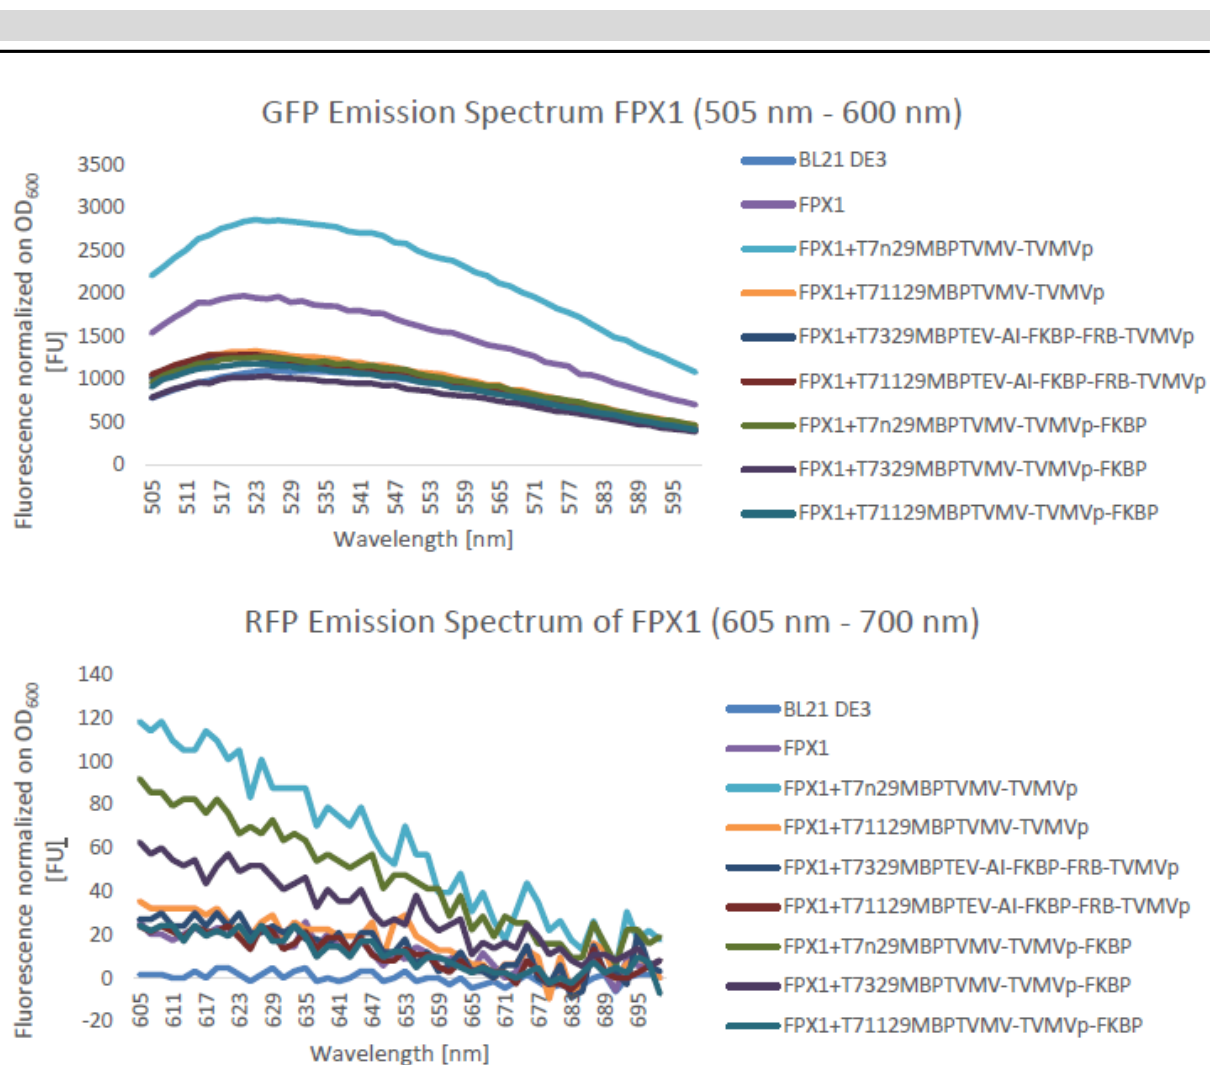 GFP Emission Spectrum FPX1 (505 nm - 600 nm)
Fluorescence normalized on OD600
[FU]
3500
3000
2500
2000
1500
1000
500
0
505 511 517 523 529 535 541 547 553 559 565 571 577 583 589 595
Wavelength [nm]
BL21 DE3
FPX1
FPX1+T7n29MBPTVMV-TVMVp
FPX1+T71129MBPTVMV-TVMVp
FPX1+T7329MBPTEV-AI-FKBP-FRB-TVMVp
FPX1+T71129MBPTEV-AI-FKBP-FRB-TVMVp
FPX1+T7n29MBPTVMV-TVMVp-FKBP
FPX1+T7329MBPTVMV-TVMVp-FKBP
FPX1+T71129MBPTVMV-TVMVp-FKBP
RFP Emission Spectrum of FPX1 (605 nm - 700 nm)
Fluorescence normalized on OD600
[FU]
140
120
100
80
60
40
20
0
-20
605 611 617 623 629 635 641 647 653 659 665 671 677 683 689 695
Wavelength [nm]
BL21 DE3
FPX1
FPX1+T7n29MBPTVMV-TVMVp
FPX1+T71129MBPTVMV-TVMVp
FPX1+T7329MBPTEV-AI-FKBP-FRB-TVMVp
FPX1+T71129MBPTEV-AI-FKBP-FRB-TVMVp
FPX1+T7n29MBPTVMV-TVMVp-FKBP
FPX1+T7329MBPTVMV-TVMVp-FKBP
FPX1+T71129MBPTVMV-TVMVp-FKBP